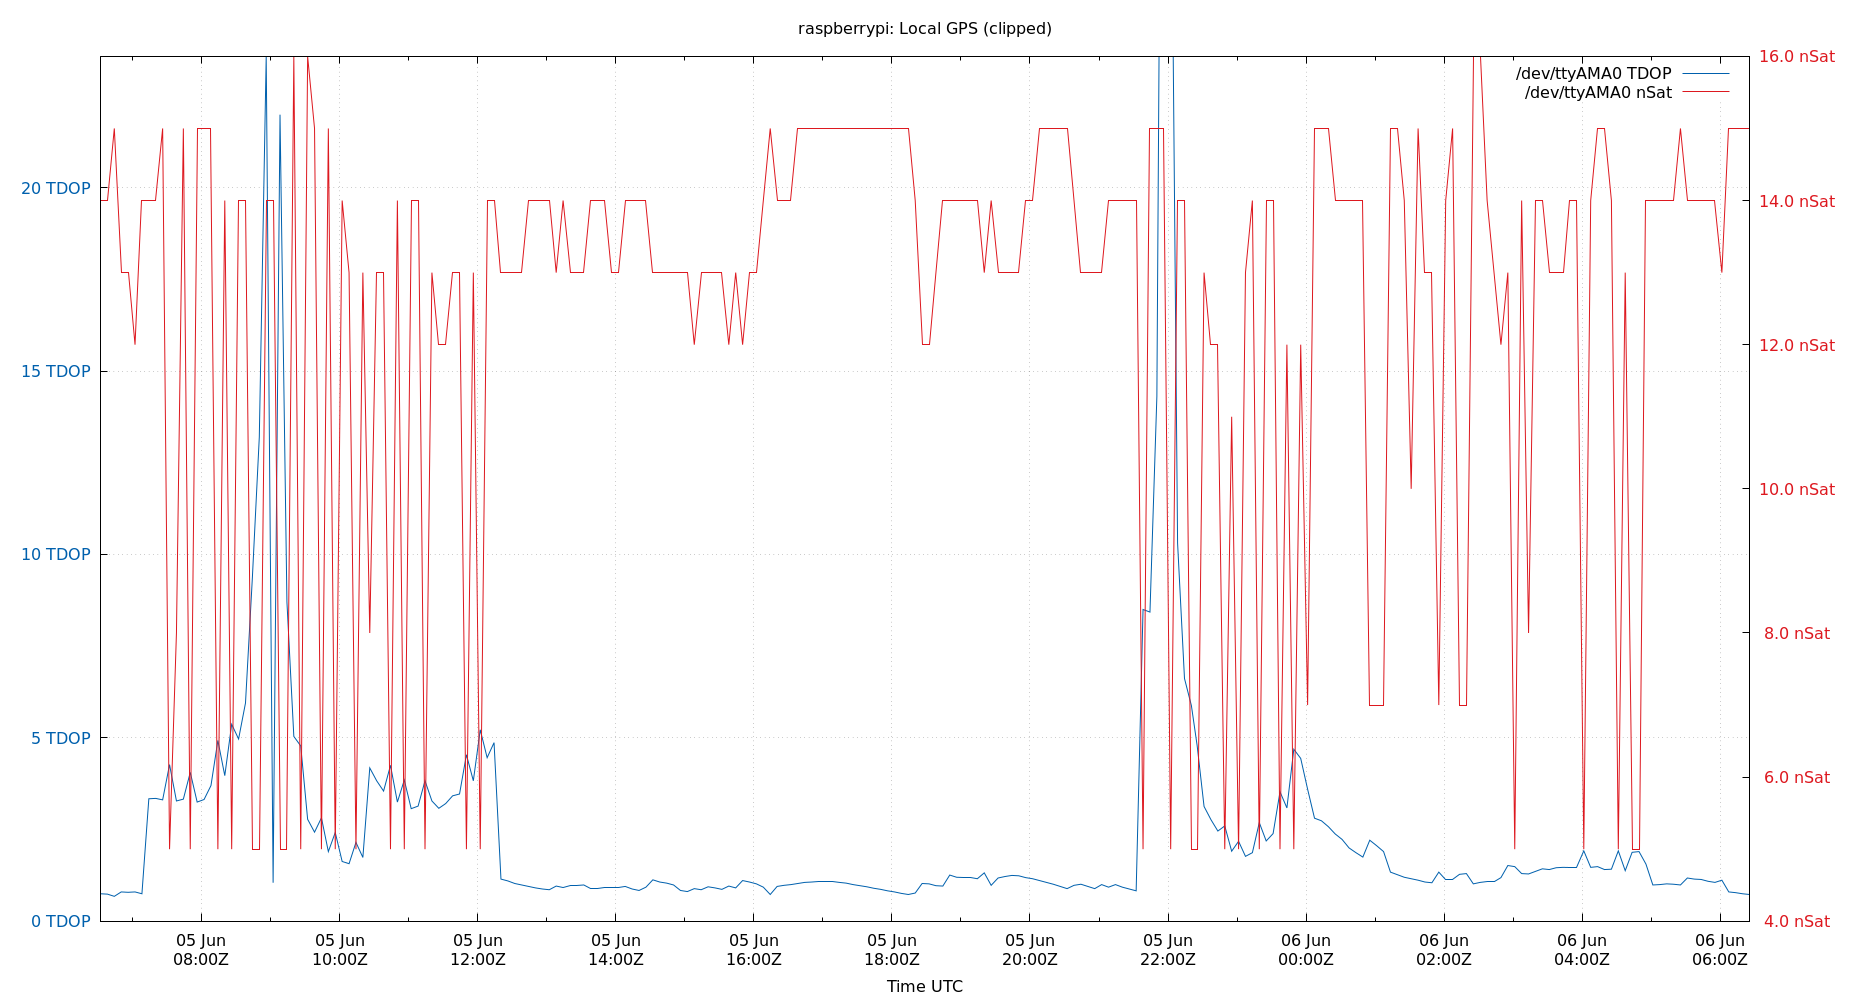 raspberrypi: Local GPS (clipped)
/dev/ttyAMA0 TDOP
/dev/ttyAMA0 nSat
20 TDOP
15 TDOP
10 TDOP
5 TDOP
0 TDOP
16.0 nSat
14.0 nSat
12.0 nSat
10.0 nSat
8.0 nSat
6.0 nSat
4.0 nSat
05 Jun 05 Jun 05 Jun 05 Jun 05 Jun 05 Jun 05 Jun 05 Jun 06 Jun 06 Jun 06 Jun 06 Jun
08:00Z 10:00Z 12:00Z 14:00Z 16:00Z 18:00Z 20:00Z 22:00Z 00:00Z 02:00Z 04:00Z 06:00Z
Time UTC